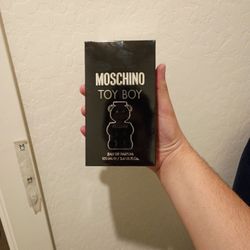 MOSCHINO
TOY BOY
EAU DE PARFUM